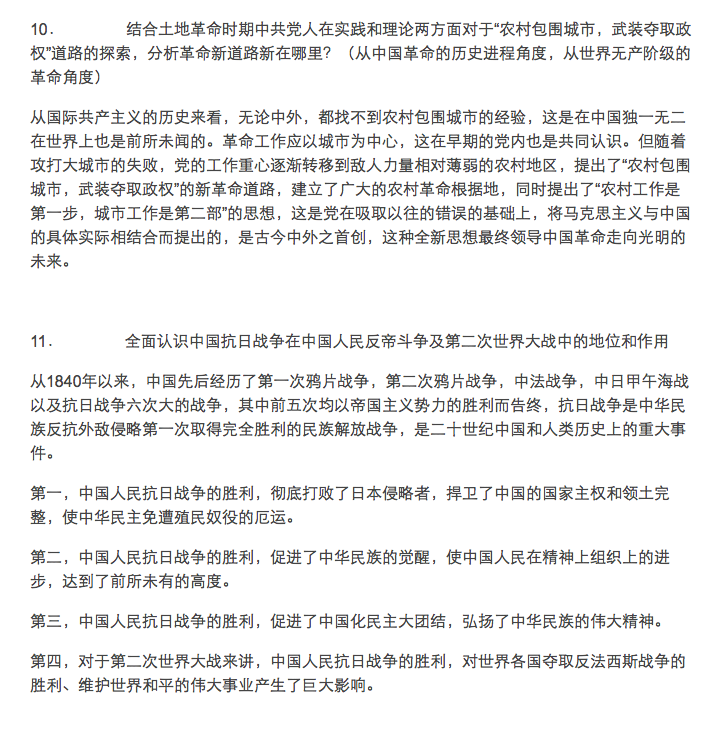 10.　　　　结合土地革命时期中共党人在实践和理论两方面对于“农村包围城市，武装夺取政
权”道路的探索，分析革命新道路新在哪里？（从中国革命的历史进程角度，从世界无产阶级的
革命角度）
从国际共产主义的历史来看，无论中外，都找不到农村包围城市的经验，这是在中国独一无二
在世界上也是前所未闻的。革命工作应以城市为中心，这在早期的党内也是共同认识。但随着
攻打大城市的失败，党的工作重心逐渐转移到敌人力量相对薄弱的农村地区，提出了“农村包围
城市，武装夺取政权”的新革命道路，建立了广大的农村革命根据地，同时提出了“农村工作是
第一步，城市工作是第二部”的思想，这是党在吸取以往的错误的基础上，将马克思主义与中国
的具体实际相结合而提出的，是古今中外之首创，这种全新思想最终领导中国革命走向光明的
未来。
11.　　　　全面认识中国抗日战争在中国人民反帝斗争及第二次世界大战中的地位和作用
从1840年以来，中国先后经历了第一次鸦片战争，第二次鸦片战争，中法战争，中日甲午海战
以及抗日战争六次大的战争，其中前五次均以帝国主义势力的胜利而告终，抗日战争是中华民
族反抗外敌侵略第一次取得完全胜利的民族解放战争，是二十世纪中国和人类历史上的重大事
件。
第一，中国人民抗日战争的胜利，彻底打败了日本侵略者，捍卫了中国的国家主权和领土完
整，使中华民主免遭殖民奴役的厄运。
第二，中国人民抗日战争的胜利，促进了中华民族的觉醒，使中国人民在精神上组织上的进
步，达到了前所未有的高度。
第三，中国人民抗日战争的胜利，促进了中国化民主大团结，弘扬了中华民族的伟大精神。
第四，对于第二次世界大战来讲，中国人民抗日战争的胜利，对世界各国夺取反法西斯战争的
胜利、维护世界和平的伟大事业产生了巨大影响。